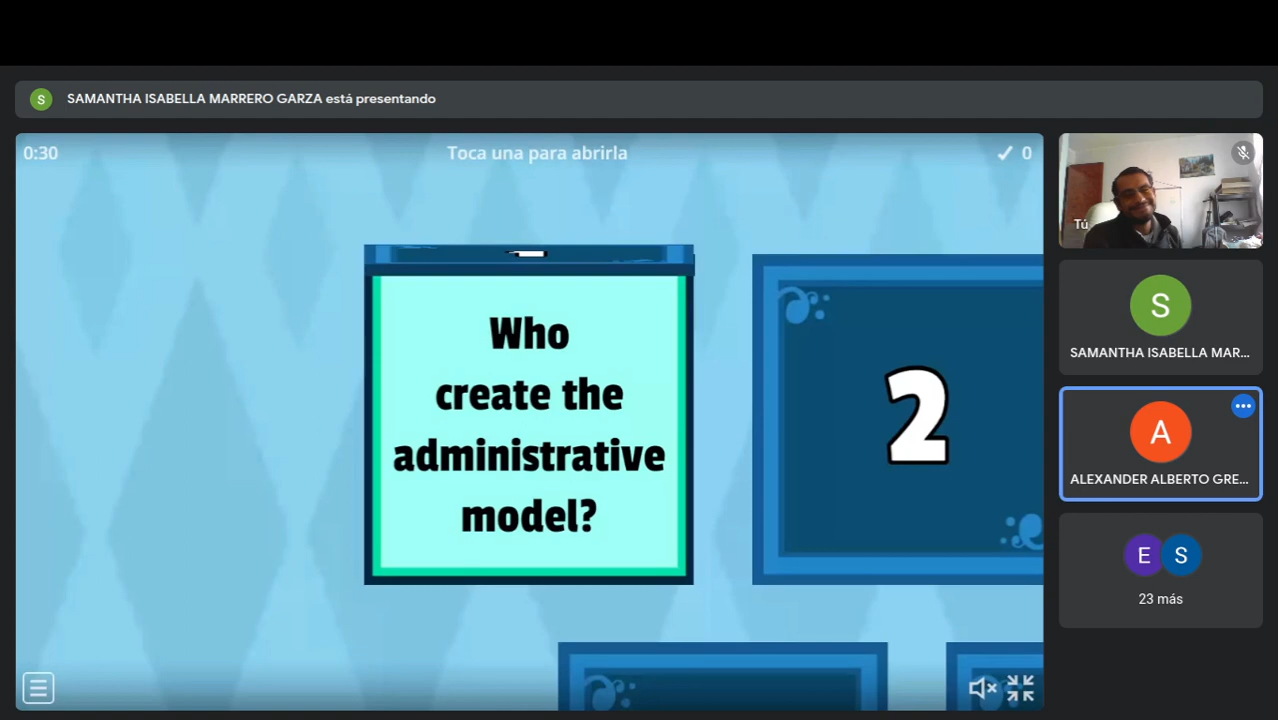 S SAMANTHA ISABELLA MARRERO GARZA está presentando
0:30
Toca una para abrirla
0
Who
create the
administrative
model?
2
Tú
S
SAMANTHA ISABELLA MAR...
A
ALEXANDER ALBERTO GRE...
E S
23 más